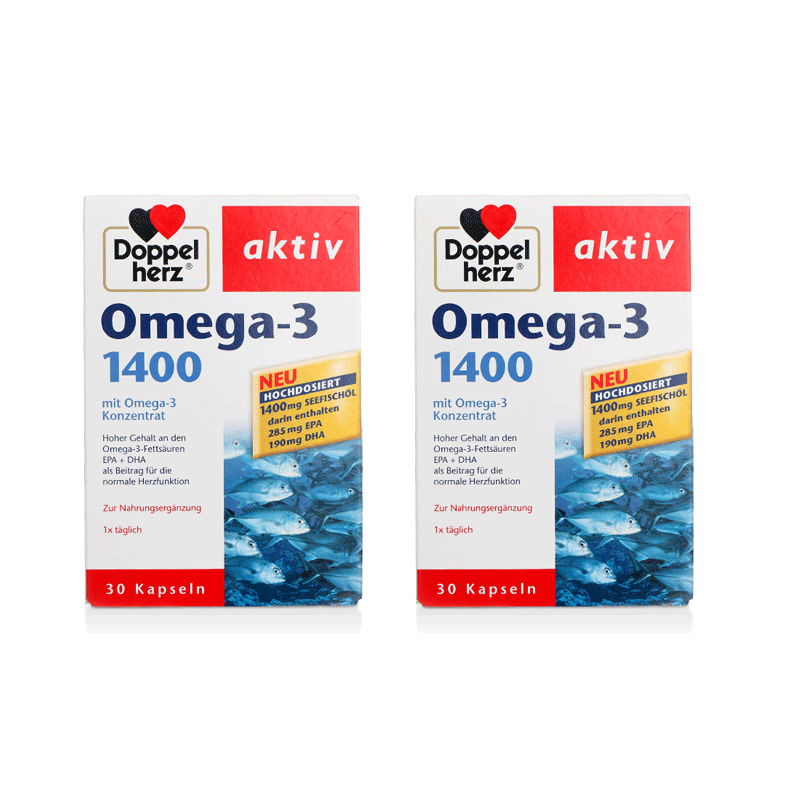 Doppel
herz®
aktiv
Omega-3
1400
mit Omega-3
Konzentrat
NEU
HOCHDOSIERT
1400mg SEEFISCHÖL
darin enthalten
285mg EPA
190mg DHA
Hoher Gehalt an den
Omega-3-Fettsäuren
EPA + DHA
als Beitrag für die
normale Herzfunktion
Zur Nahrungsergänzung
1x täglich
30 Kapseln
Doppel
herz®
aktiv
Omega-3
1400
mit Omega-3
Konzentrat
NEU
HOCHDOSIERT
1400mg SEEFISCHÖL
darin enthalten
285mg EPA
190mg DHA
Hoher Gehalt an den
Omega-3-Fettsäuren
EPA + DHA
als Beitrag für die
normale Herzfunktion
Zur Nahrungsergänzung
1x täglich
30 Kapseln